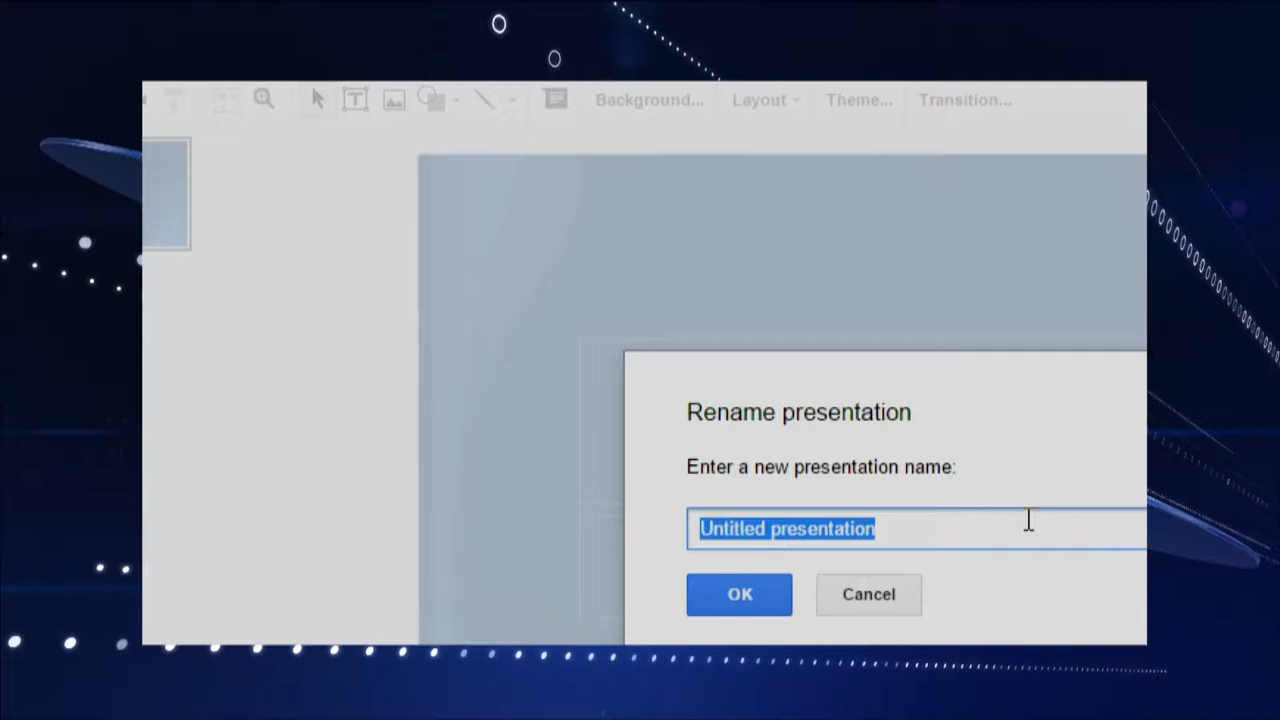 Background... Layout Theme... Transition...
Rename presentation
Enter a new presentation name:
Untitled presentation
OK Cancel